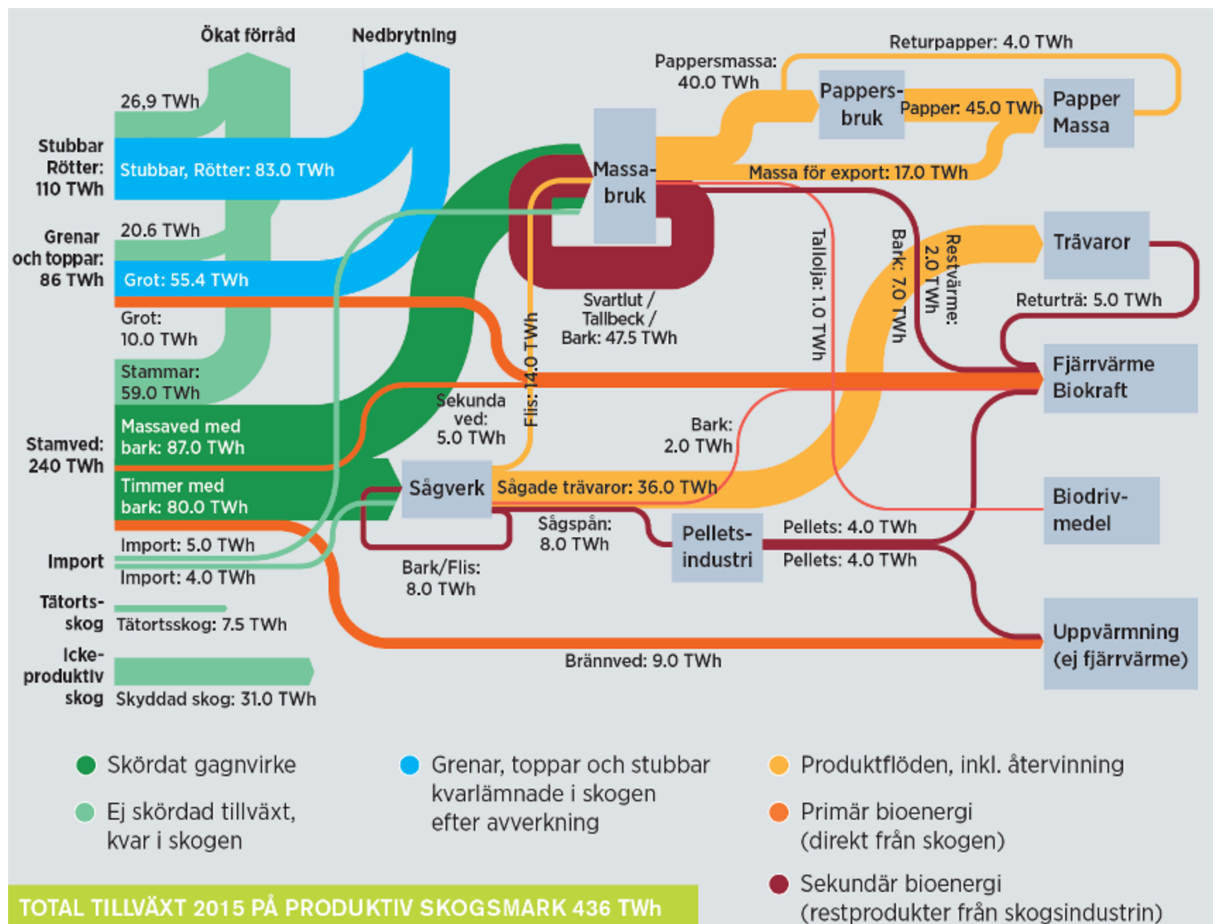 Ökat förråd
Nedbrytning
26,9 TWh
Stubbar
Rötter:
110 TWh
Stubbar, Rötter: 83.0 TWh
20.6 TWh
Grenar
och toppar:
86 TWh
Grot: 55.4 TWh
Grot:
10.0 TWh
Stammar:
59.0 TWh
Stamved:
240 TWh
Massaved med
bark: 87.0 TWh
Timmer med
bark: 80.0 TWh
Import
Import: 5.0 TWh
Import: 4.0 TWh
Tätorts-
skog
Tätortsskog: 7.5 TWh
Icke-
produktiv
skog
Skyddad skog: 31.0 TWh
Pappersmassa:
40.0 TWh
Returpapper: 4.0 TWh
Pappers-
bruk
Papper: 45.0 TWh
Papper
Massa
Massa-
bruk
Massa för export: 17.0 TWh
Svartlut /
Tallbeck /
Bark: 47.5 TWh
Flis: 14.0 TWh
Tallolja: 1.0 TWh
Bark: 7.0 TWh
Restvärme:
2.0 TWh
Trävaror
Returträ: 5.0 TWh
Fjärrvärme
Biokraft
Sekunda
ved:
5.0 TWh
Bark:
2.0 TWh
Sågverk
Sågade trävaror: 36.0 TWh
Bark/Flis:
8.0 TWh
Sågspån:
8.0 TWh
Pellets-
industri
Pellets: 4.0 TWh
Pellets: 4.0 TWh
Biodriv-
medel
Uppvärmning
(ej fjärrvärme)
Brännved: 9.0 TWh
Skördat gagnvirke
Ej skördad tillväxt,
kvar i skogen
Grenar, toppar och stubbar
kvarlämnade i skogen
efter avverkning
Produktflöden, inkl. återvinning
Primär bioenergi
(direkt från skogen)
Sekundär bioenergi
(restprodukter från skogsindustrin)
TOTAL TILLVÄXT 2015 PÅ PRODUKTIV SKOGSMARK 436 TWh